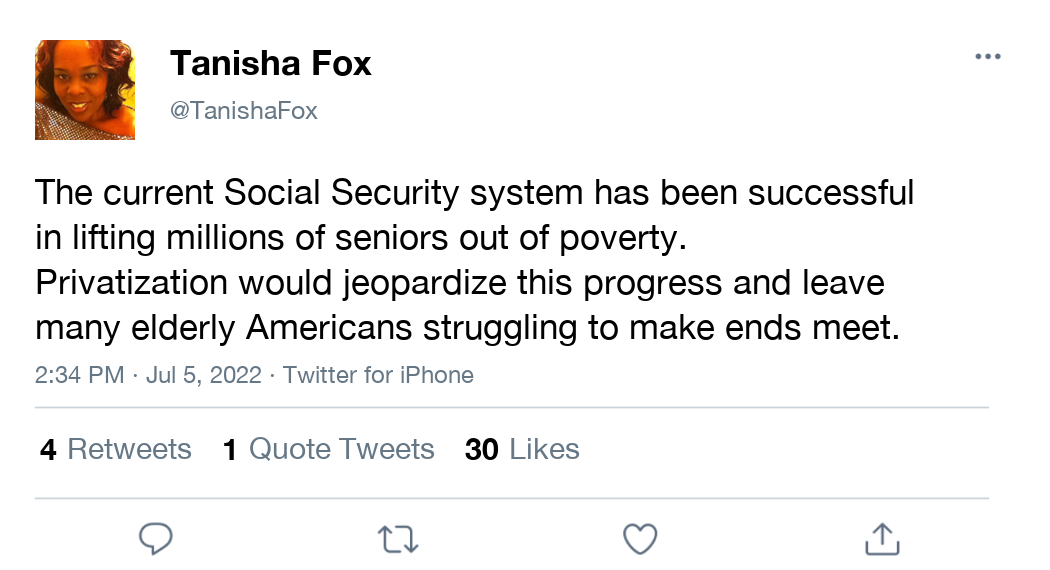 Tanisha Fox
@TanishaFox
The current Social Security system has been successful
in lifting millions of seniors out of poverty.
Privatization would jeopardize this progress and leave
many elderly Americans struggling to make ends meet.
2:34 PM · Jul 5, 2022 · Twitter for iPhone
4 Retweets 1 Quote Tweets 30 Likes